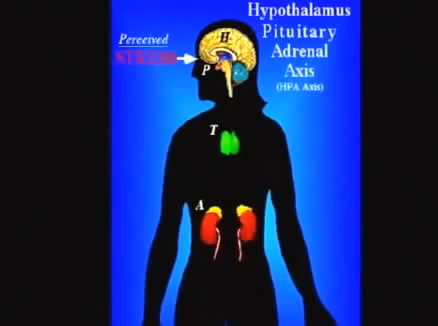 Hypothalamus
Pituitary
Adrenal
Axis
(HPA Axis)
Perceived
STRESS
H
P
T
A